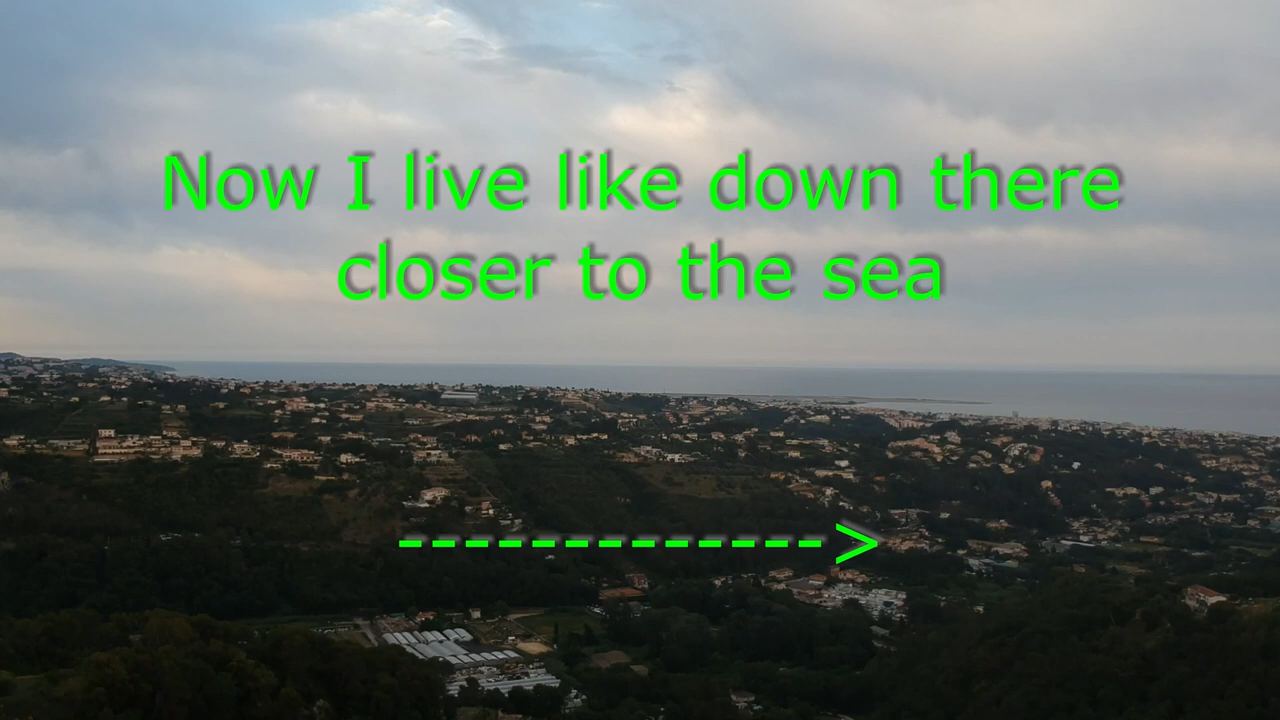 Now I live like down there
closer to the sea
------------->